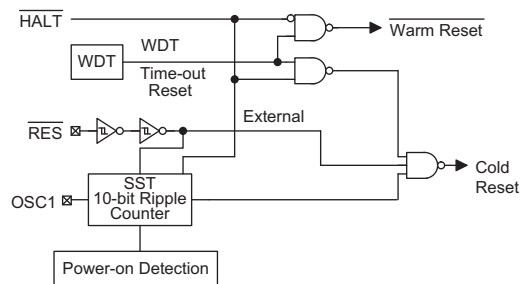 HALT
WDT
WDT
Time-out
Reset
Warm Reset
RES
External
Cold
Reset
OSC1
SST
10-bit Ripple
Counter
Power-on Detection